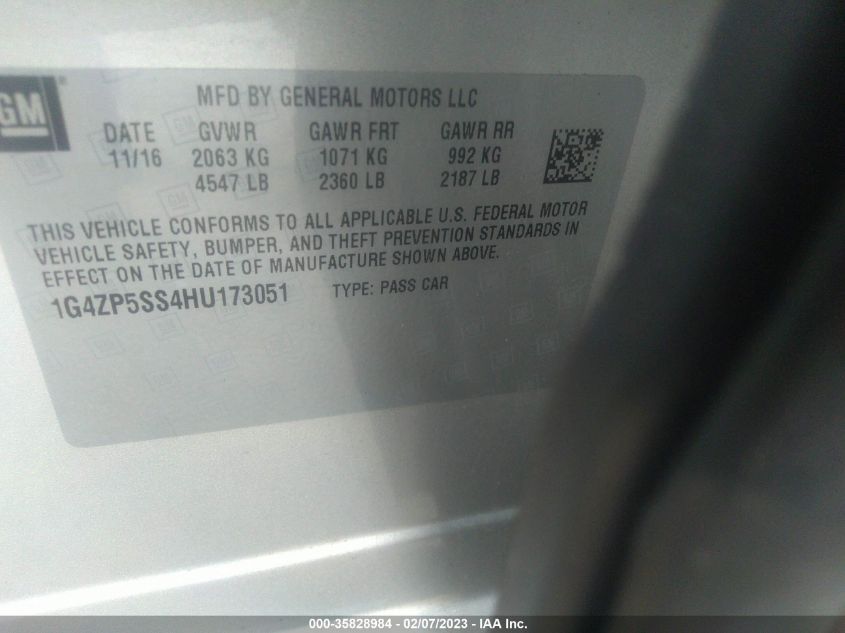 GM
MFD BY GENERAL MOTORS LLC
DATE GVWR GAWR FRT GAWR RR
11/16 2063 KG 1071 KG 992 KG
4547 LB 2360 LB 2187 LB
THIS VEHICLE CONFORMS TO ALL APPLICABLE U.S. FEDERAL MOTOR
VEHICLE SAFETY, BUMPER, AND THEFT PREVENTION STANDARDS IN
EFFECT ON THE DATE OF MANUFACTURE SHOWN ABOVE.
1G4ZP5SS4HU173051 TYPE: PASS CAR
000-35828984 - 02/07/2023 - IAA Inc.